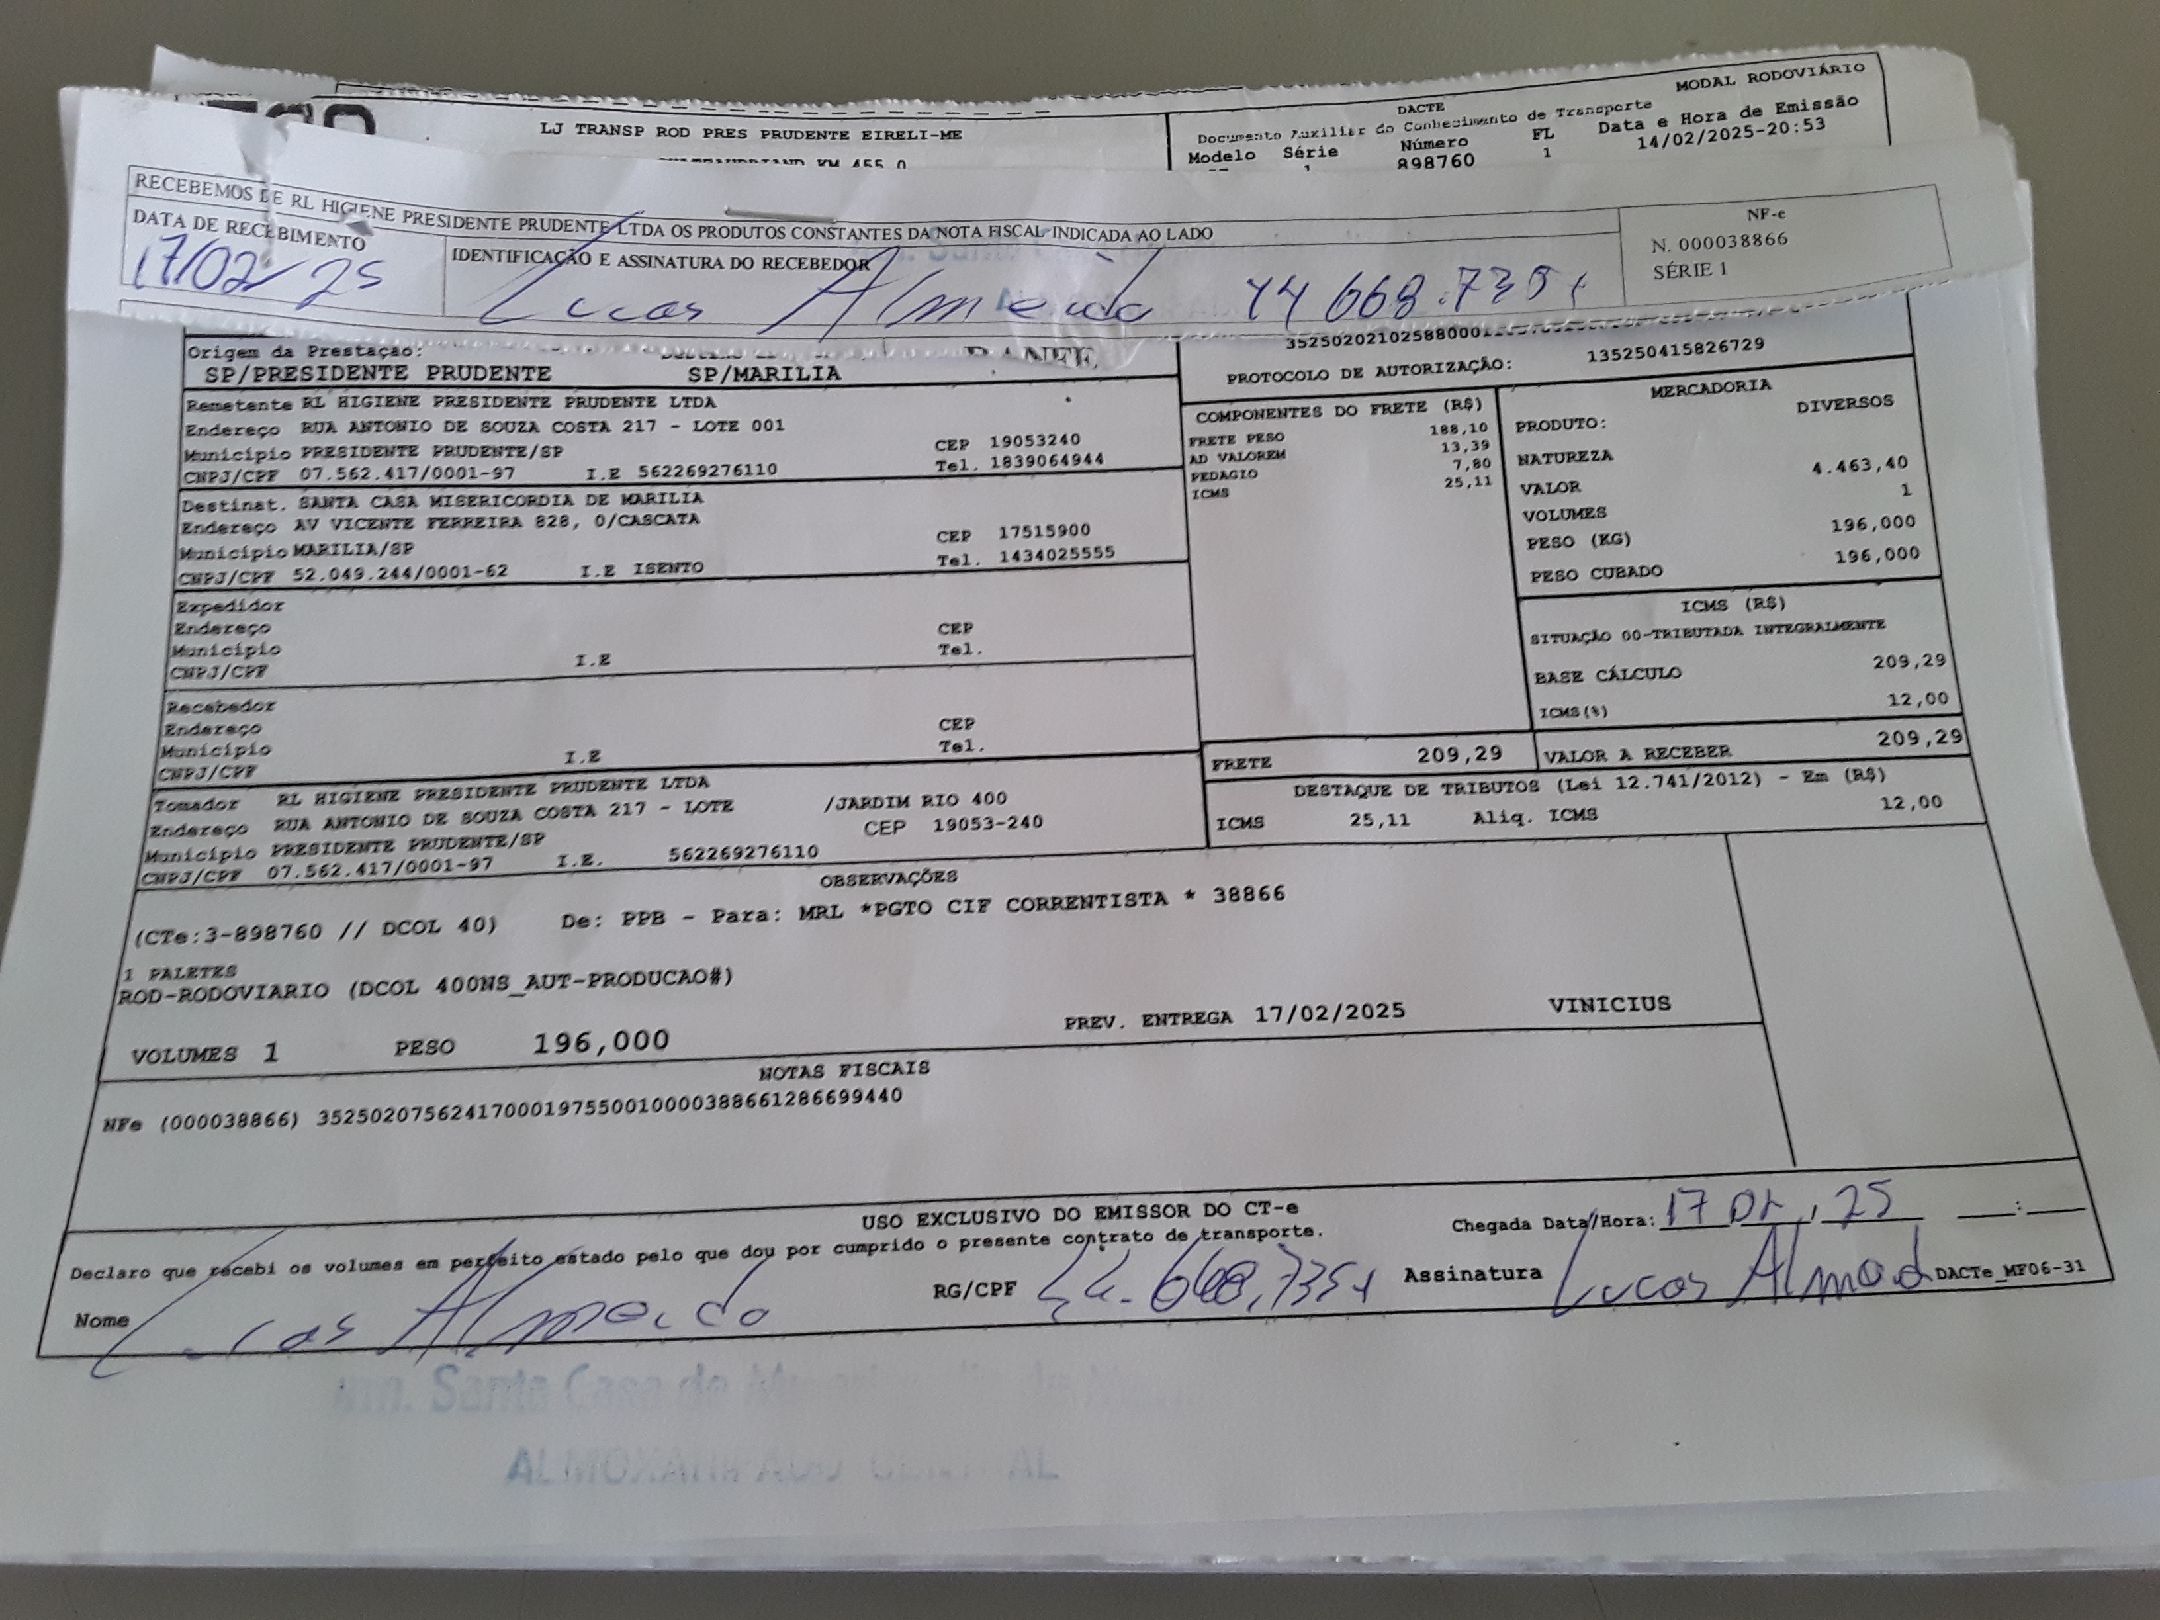 MODAL RODOVIÁRIO
LJ TRANSP ROD PRES PRUDENTE EIRELI-ME
DACTE
Documento Auxiliar do Conhecimento de Transporte
Modelo Série Número FL Data e Hora de Emissão
898760 1 14/02/2025-20:53
KM 455
RECEBEMOS DE RL HIGIENE PRESIDENTE PRUDENTE LTDA OS PRODUTOS CONSTANTES DA NOTA FISCAL INDICADA AO LADO
DATA DE RECEBIMENTO
17/02/25
IDENTIFICAÇÃO E ASSINATURA DO RECEBEDOR
Lucas Almeida
NF-e
N. 000038866
SÉRIE 1
Origem da Prestação:
SP/PRESIDENTE PRUDENTE SP/MARILIA
DANFE
PROTOCOLO DE AUTORIZAÇÃO: 135250415826729
Remetente RL HIGIENE PRESIDENTE PRUDENTE LTDA
Endereço RUA ANTONIO DE SOUZA COSTA 217 - LOTE 001
Município PRESIDENTE PRUDENTE/SP CEP 19053240
CNPJ/CPF 07.562.417/0001-97 I.E 562269276110 Tel. 1839064944
Destinat. SANTA CASA MISERICORDIA DE MARILIA
Endereço AV VICENTE FERREIRA 828, 0/CASCATA
Município MARILIA/SP CEP 17515900
CNPJ/CPF 52.049.244/0001-62 I.E ISENTO Tel. 1434025555
Expedidor
Endereço CEP
Município Tel.
CNPJ/CPF I.E
Recebedor
Endereço CEP
Município Tel.
CNPJ/CPF I.E
Tomador RL HIGIENE PRESIDENTE PRUDENTE LTDA
Endereço RUA ANTONIO DE SOUZA COSTA 217 - LOTE /JARDIM RIO 400
Município PRESIDENTE PRUDENTE/SP CEP 19053-240
CNPJ/CPF 07.562.417/0001-97 I.E. 562269276110
COMPONENTES DO FRETE (R$)
FRETE PESO 188,10
AD VALOREM 13,39
PEDAGIO 7,80
ICMS 25,11
MERCADORIA
PRODUTO: DIVERSOS
NATUREZA
VALOR 4.463,40
VOLUMES 1
PESO (KG) 196,000
PESO CUBADO 196,000
ICMS (R$)
SITUAÇÃO 00-TRIBUTADA INTEGRALMENTE
BASE CÁLCULO 209,29
ICMS(%) 12,00
FRETE 209,29 VALOR A RECEBER 209,29
DESTAQUE DE TRIBUTOS (Lei 12.741/2012) - Em (R$)
ICMS 25,11 Aliq. ICMS 12,00
OBSERVAÇÕES
(CTe:3-898760 // DCOL 40) De: PPB - Para: MRL *PGTO CIF CORRENTISTA * 38866
1 PALETES
ROD-RODOVIARIO (DCOL 400NS_AUT-PRODUCAO#)
VOLUMES 1 PESO 196,000 PREV. ENTREGA 17/02/2025 VINICIUS
NOTAS FISCAIS
NFe (000038866) 35250207562417000197550010000388661286699440
USO EXCLUSIVO DO EMISSOR DO CT-e
Declaro que recebi os volumes em perfeito estado pelo que dou por cumprido o presente contrato de transporte.
Chegada Data/Hora: 17 02 25 :
Nome Lucas Almeida RG/CPF Assinatura Lucas Almeida DACTe_MF06-31
Santa Casa de
ALMOXARIFADO CENTRAL